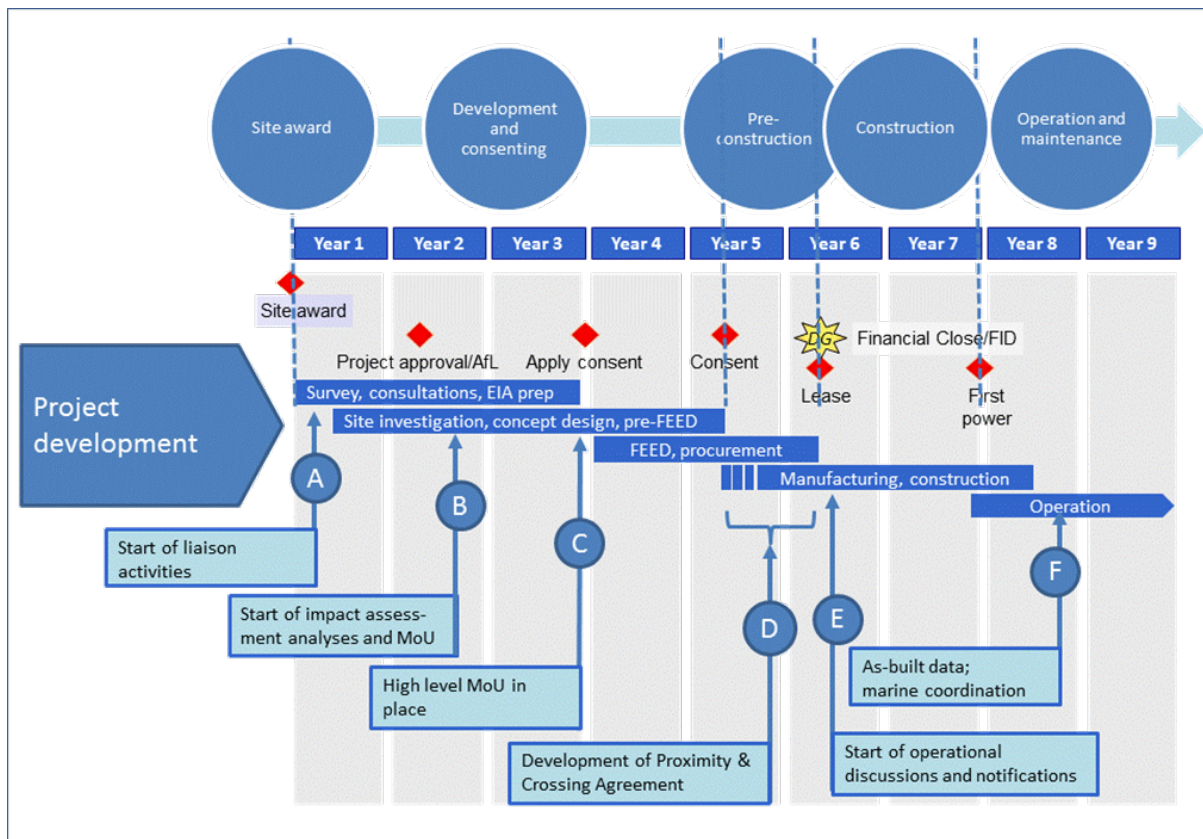 Site award
Development
and
consenting
Pre-
construction
Construction
Operation and
maintenance
Year 1
Year 2
Year 3
Year 4
Year 5
Year 6
Year 7
Year 8
Year 9
Site award
Project approval/AfL
Apply consent
Consent
DG
Financial Close/FID
Lease
First
power
Project
development
Survey, consultations, EIA prep
Site investigation, concept design, pre-FEED
FEED, procurement
Manufacturing, construction
Operation
A
Start of liaison
activities
B
Start of impact assess-
ment analyses and MoU
C
High level MoU in
place
D
Development of Proximity &
Crossing Agreement
E
Start of operational
discussions and notifications
F
As-built data;
marine coordination